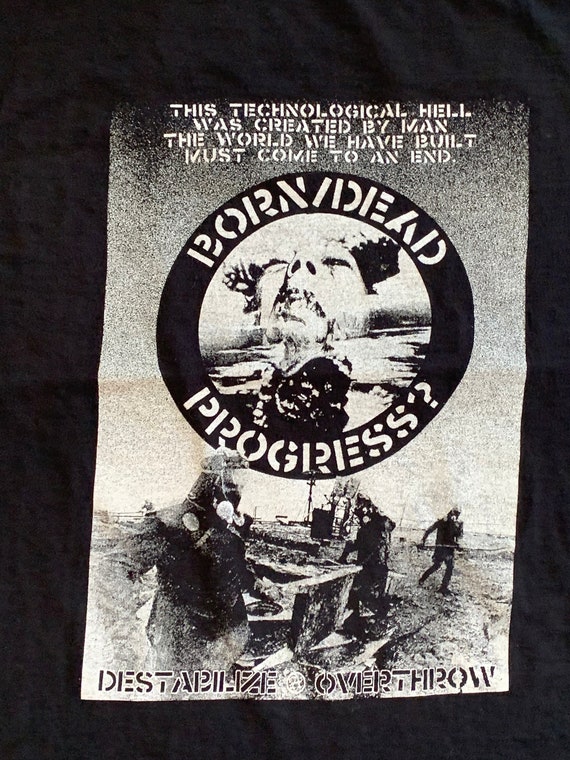 THIS TECHNOLOGICAL HELL
WAS CREATED BY MAN
THE WORLD WE HAVE BUILT
MUST COME TO AN END.
BORN/DEAD
PROGRESS?
DESTABILIZE OVERTHROW